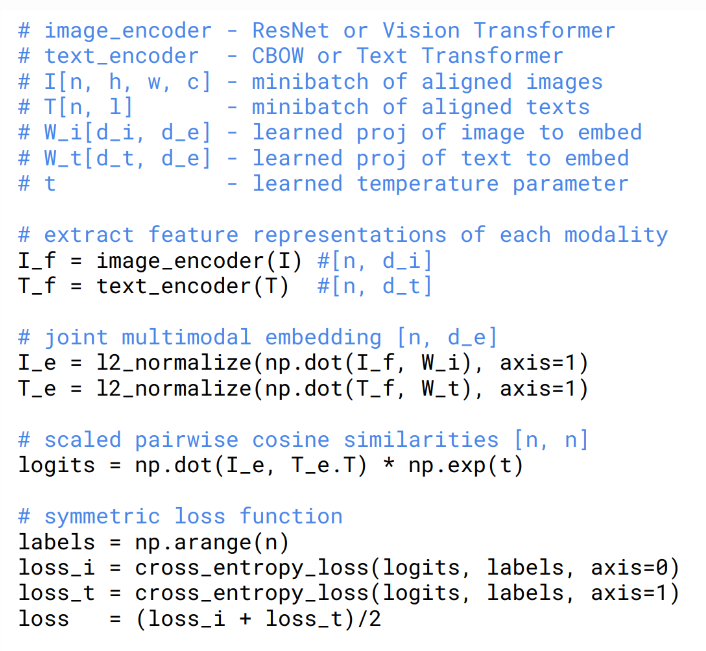 # image_encoder - ResNet or Vision Transformer
# text_encoder  - CBOW or Text Transformer
# I[n, h, w, c] - minibatch of aligned images
# T[n, l]       - minibatch of aligned texts
# W_i[d_i, d_e] - learned proj of image to embed
# W_t[d_t, d_e] - learned proj of text to embed
# t             - learned temperature parameter
# extract feature representations of each modality
I_f = image_encoder(I) #[n, d_i]
T_f = text_encoder(T)  #[n, d_t]
# joint multimodal embedding [n, d_e]
I_e = l2_normalize(np.dot(I_f, W_i), axis=1)
T_e = l2_normalize(np.dot(T_f, W_t), axis=1)
# scaled pairwise cosine similarities [n, n]
logits = np.dot(I_e, T_e.T) * np.exp(t)
# symmetric loss function
labels = np.arange(n)
loss_i = cross_entropy_loss(logits, labels, axis=0)
loss_t = cross_entropy_loss(logits, labels, axis=1)
loss   = (loss_i + loss_t)/2